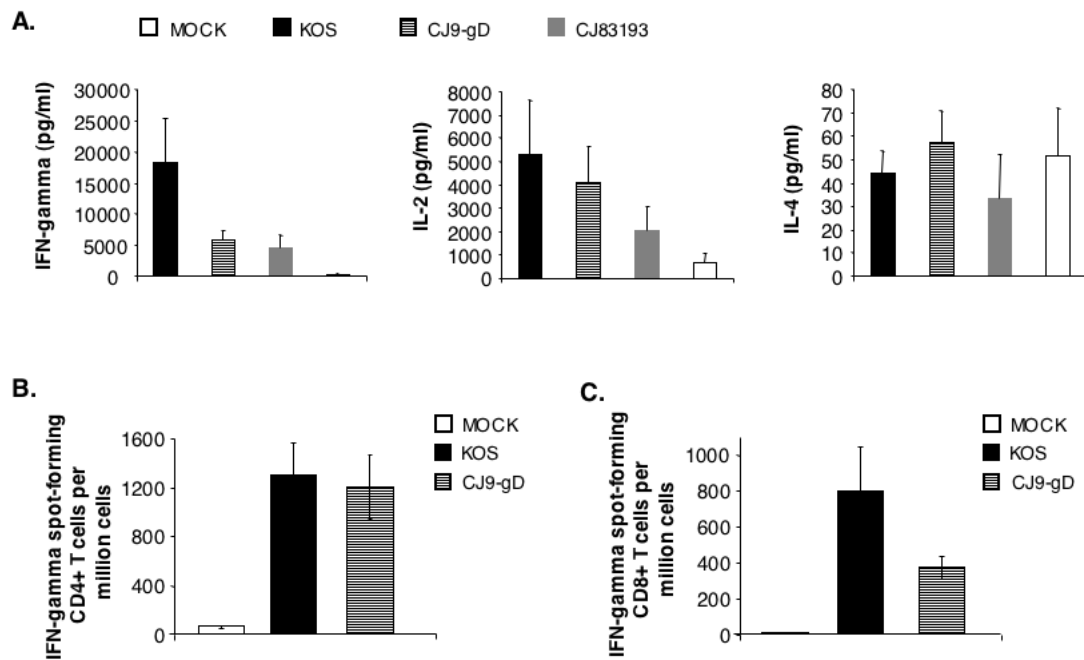 A.
MOCK KOS CJ9-gD CJ83193
IFN-gamma (pg/ml)
30000
25000
20000
15000
10000
5000
0
IL-2 (pg/ml)
8000
7000
6000
5000
4000
3000
2000
1000
0
IL-4 (pg/ml)
80
70
60
50
40
30
20
10
0
B.
IFN-gamma spot-forming
CD4+ T cells per
million cells
1600
1200
800
400
0
MOCK
KOS
CJ9-gD
C.
IFN-gamma spot-forming
CD8+ T cells per
million cells
1000
800
600
400
200
0
MOCK
KOS
CJ9-gD